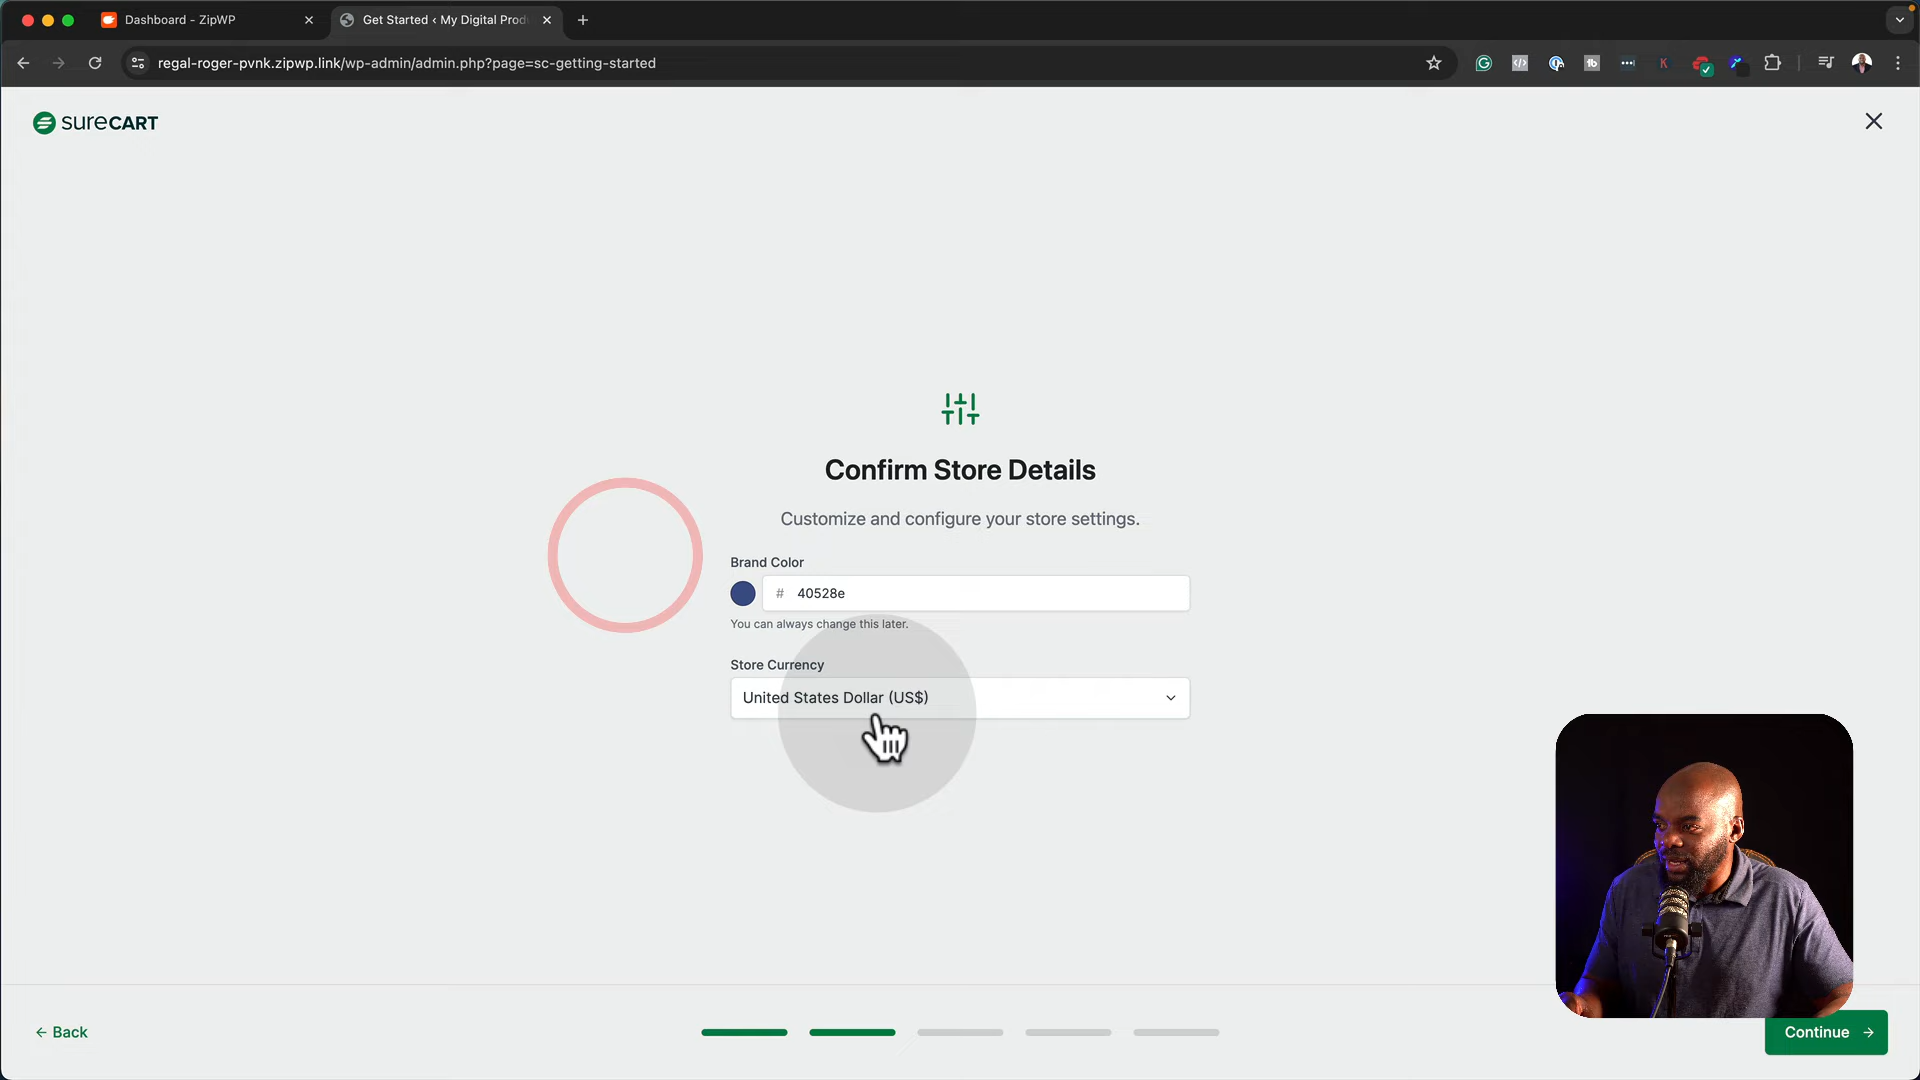 Dashboard - ZipWP
Get Started ‹ My Digital Prod
regal-roger-pvnk.zipwp.link/wp-admin/admin.php?page=sc-getting-started
SURECART
Confirm Store Details
Customize and configure your store settings.
Brand Color
# 40528e
You can always change this later.
Store Currency
United States Dollar (US$)
← Back
Continue →